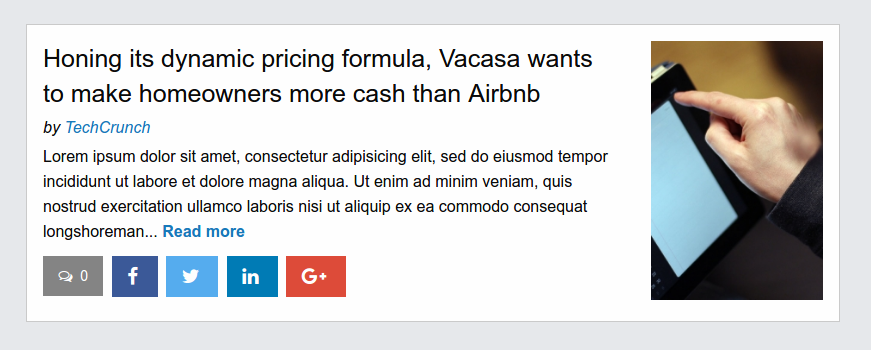 Honing its dynamic pricing formula, Vacasa wants
to make homeowners more cash than Airbnb
by TechCrunch
Lorem ipsum dolor sit amet, consectetur adipisicing elit, sed do eiusmod tempor
incididunt ut labore et dolore magna aliqua. Ut enim ad minim veniam, quis
nostrud exercitation ullamco laboris nisi ut aliquip ex ea commodo consequat
longshoreman... Read more
0 f in G+